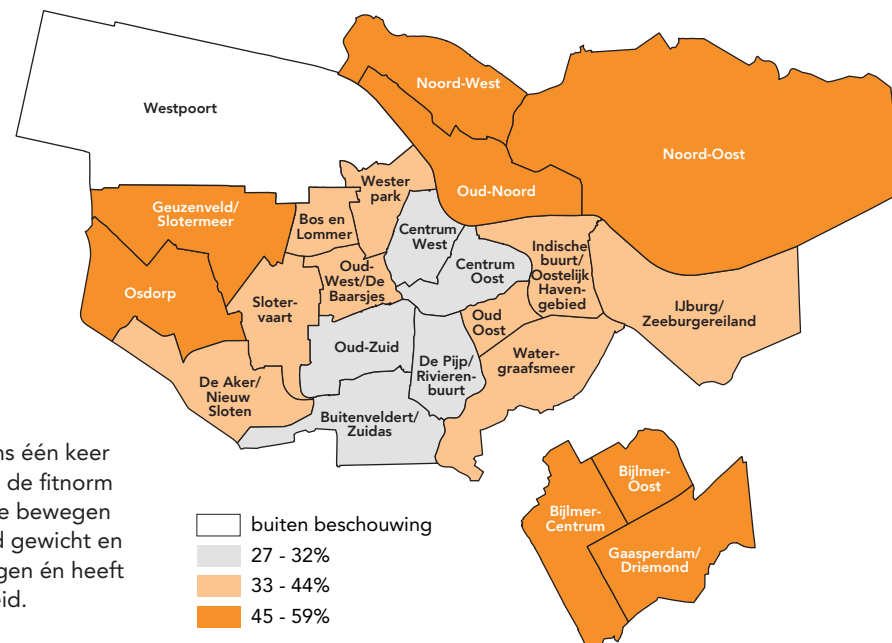 Noord-West
Westpoort
Noord-Oost
Wester
park
Oud-Noord
Geuzenveld/
Slotermeer
Bos en
Lommer
Centrum
West
Centrum
Oost
Indische
buurt/
Oostelijk
Haven-
gebied
Oud-
West/De
Baarsjes
Osdorp
Sloter-
vaart
IJburg/
Zeeburgereiland
Oud
Oost
Oud-Zuid
De Pijp/
Rivieren-
buurt
Water-
graafsmeer
De Aker/
Nieuw
Sloten
Buitenveldert/
Zuidas
Bijlmer-
Oost
Bijlmer-
Centrum
Gaasperdam/
Driemond
ns één keer
de fitnorm
e bewegen
d gewicht en
gen én heeft
eid.
buiten beschouwing
27 - 32%
33 - 44%
45 - 59%